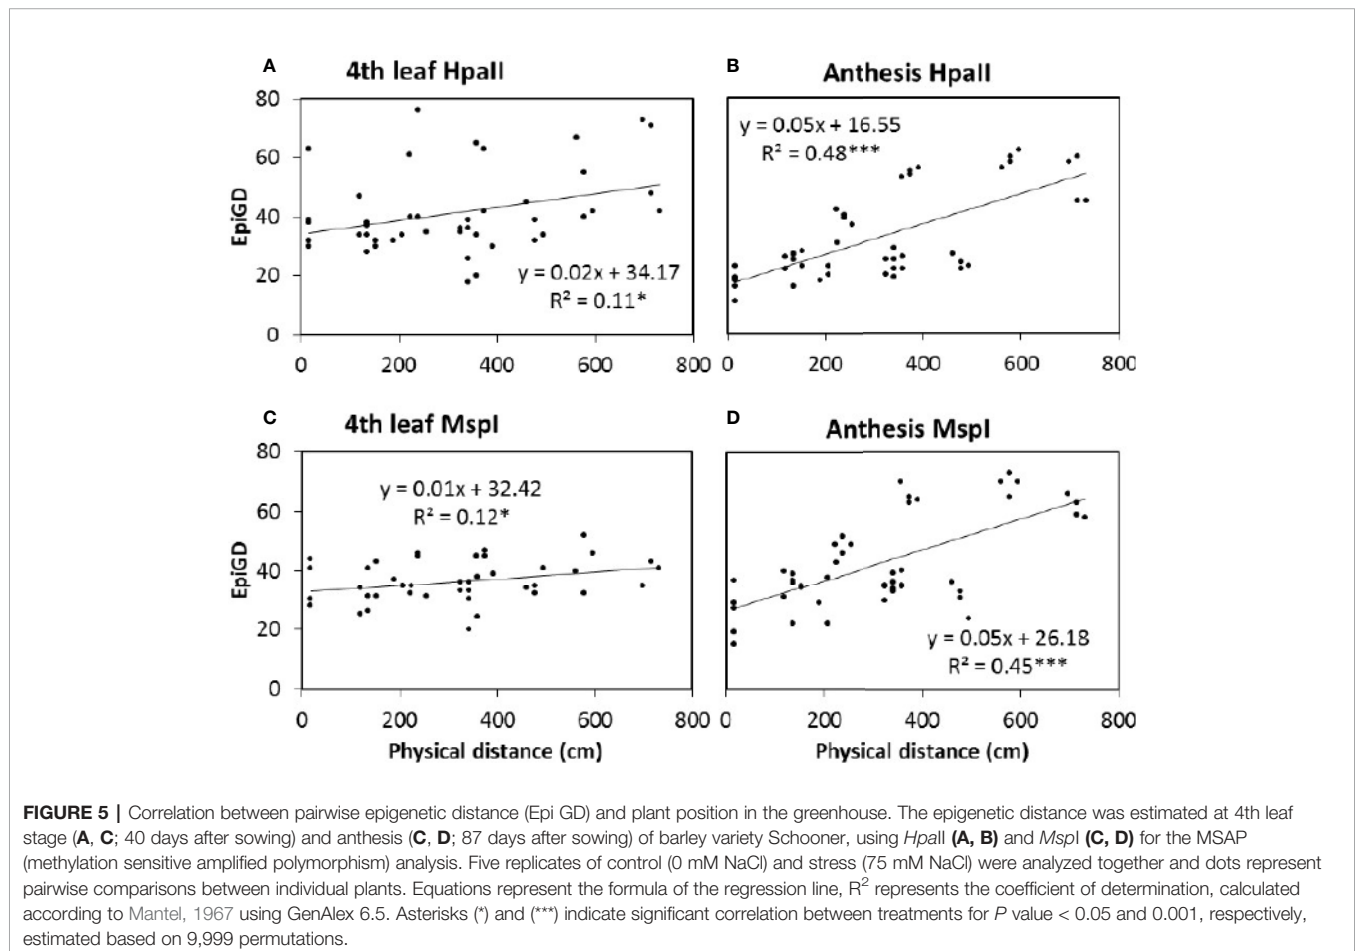 A
4th leaf HpaII
EpiGD
80
60
40
20
0
y = 0.02x + 34.17
R² = 0.11*
0 200 400 600 800
B
Anthesis HpaII
y = 0.05x + 16.55
R² = 0.48***
0 200 400 600 800
C
4th leaf MspI
EpiGD
80
60
40
20
0
y = 0.01x + 32.42
R² = 0.12*
0 200 400 600 800
Physical distance (cm)
D
Anthesis MspI
y = 0.05x + 26.18
R² = 0.45***
0 200 400 600 800
Physical distance (cm)
FIGURE 5 | Correlation between pairwise epigenetic distance (Epi GD) and plant position in the greenhouse. The epigenetic distance was estimated at 4th leaf
stage (A, C; 40 days after sowing) and anthesis (C, D; 87 days after sowing) of barley variety Schooner, using HpaII (A, B) and MspI (C, D) for the MSAP
(methylation sensitive amplified polymorphism) analysis. Five replicates of control (0 mM NaCl) and stress (75 mM NaCl) were analyzed together and dots represent
pairwise comparisons between individual plants. Equations represent the formula of the regression line, R² represents the coefficient of determination, calculated
according to Mantel, 1967 using GenAlex 6.5. Asterisks (*) and (***) indicate significant correlation between treatments for P value < 0.05 and 0.001, respectively,
estimated based on 9,999 permutations.